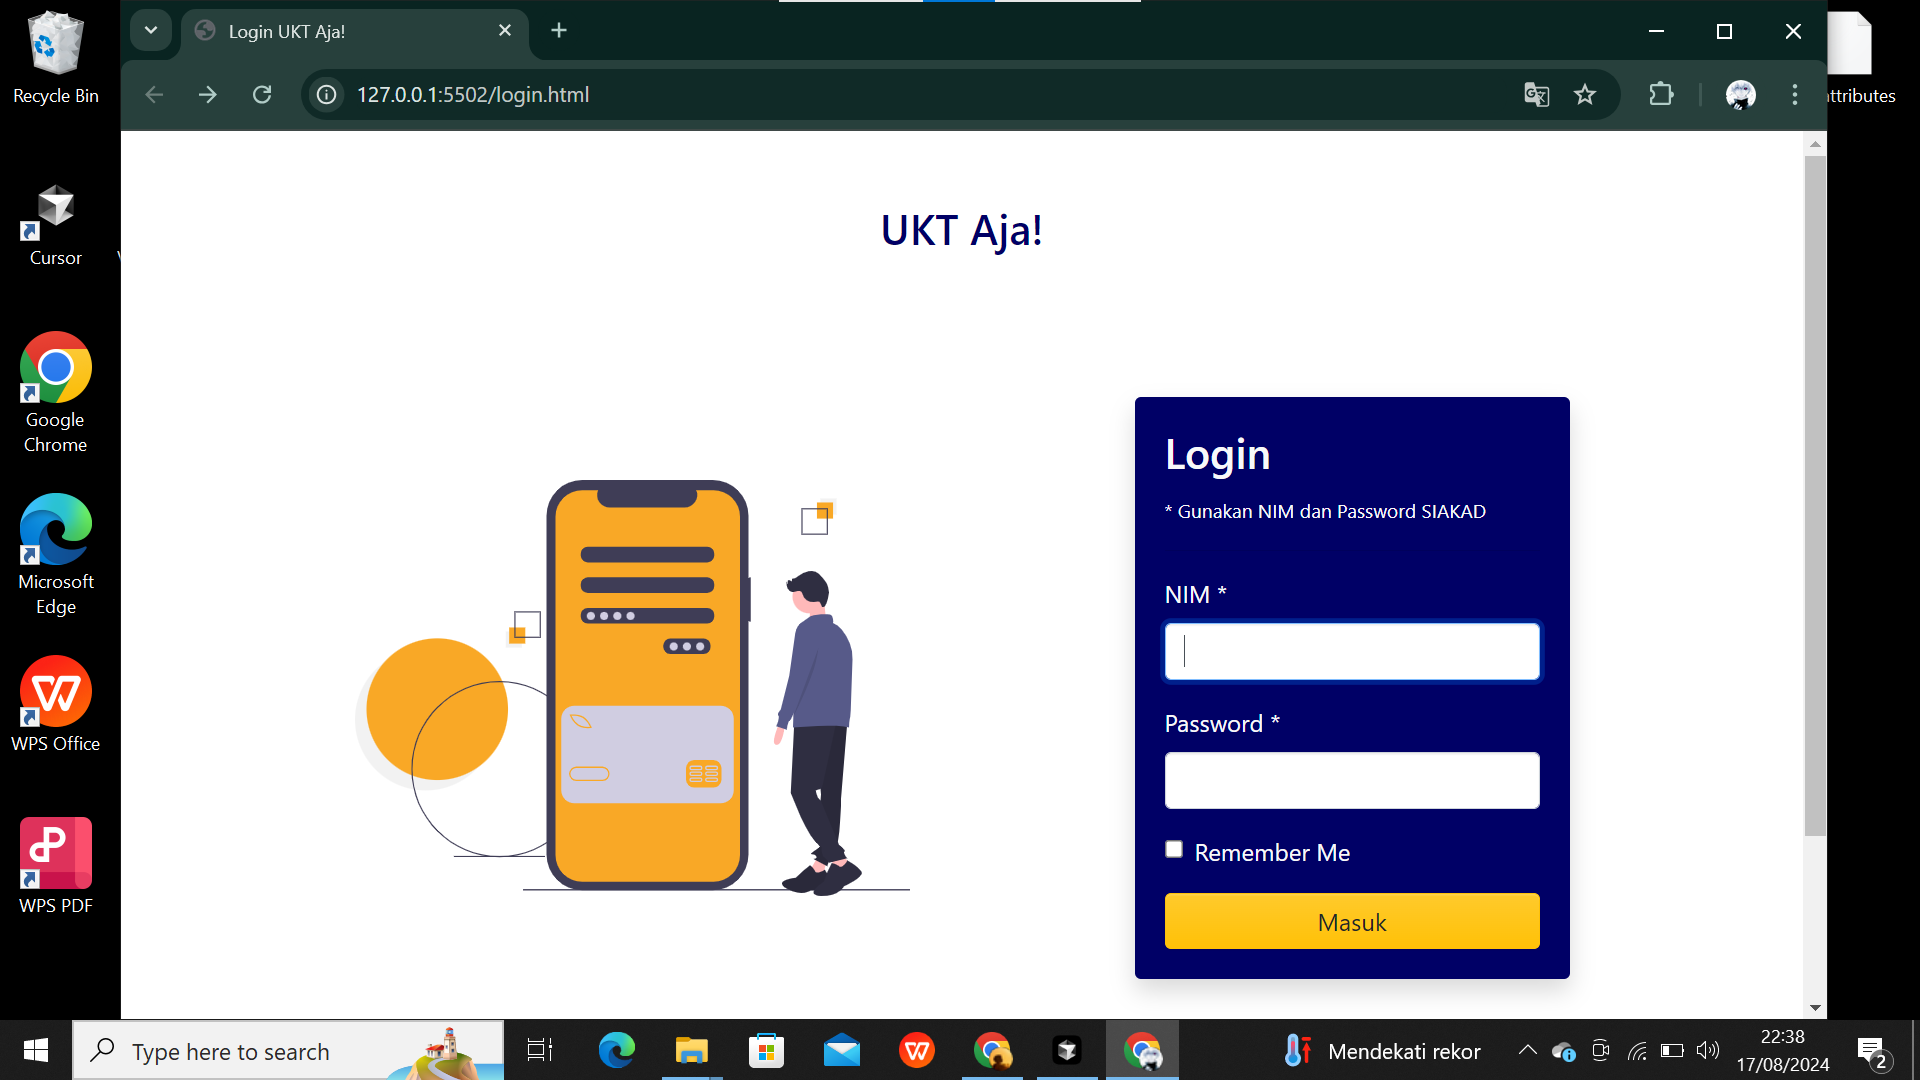 Login UKT Aja!
127.0.0.1:5502/login.html
Recycle Bin
ttributes
Cursor
Google
Chrome
Microsoft
Edge
WPS Office
WPS PDF
UKT Aja!
Login
* Gunakan NIM dan Password SIAKAD
NIM *
Password *
Remember Me
Masuk
Type here to search
Mendekati rekor
22:38
17/08/2024
2